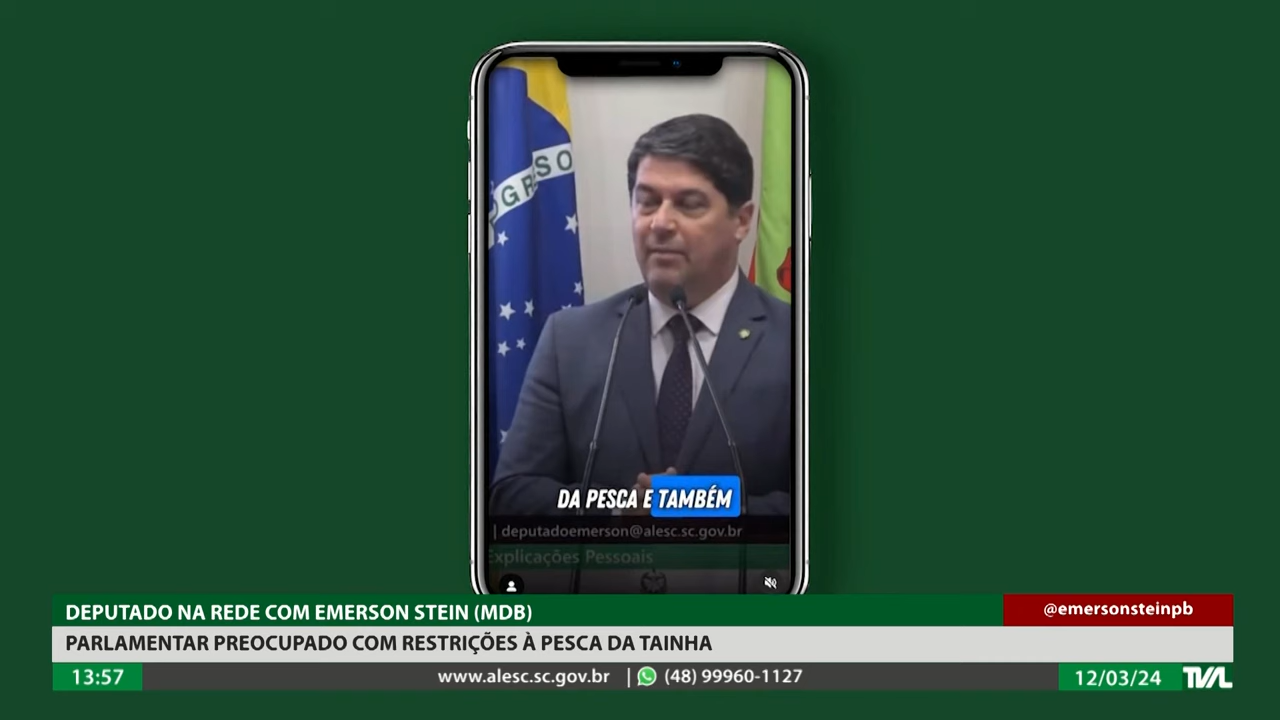 OGRESSO
DA PESCA E TAMBÉM
| deputadoemerson@alesc.sc.gov.br
Explicações Pessoais
DEPUTADO NA REDE COM EMERSON STEIN (MDB)
@emersonsteinpb
PARLAMENTAR PREOCUPADO COM RESTRIÇÕES À PESCA DA TAINHA
13:57
www.alesc.sc.gov.br | (48) 99960-1127
12/03/24
TVAL